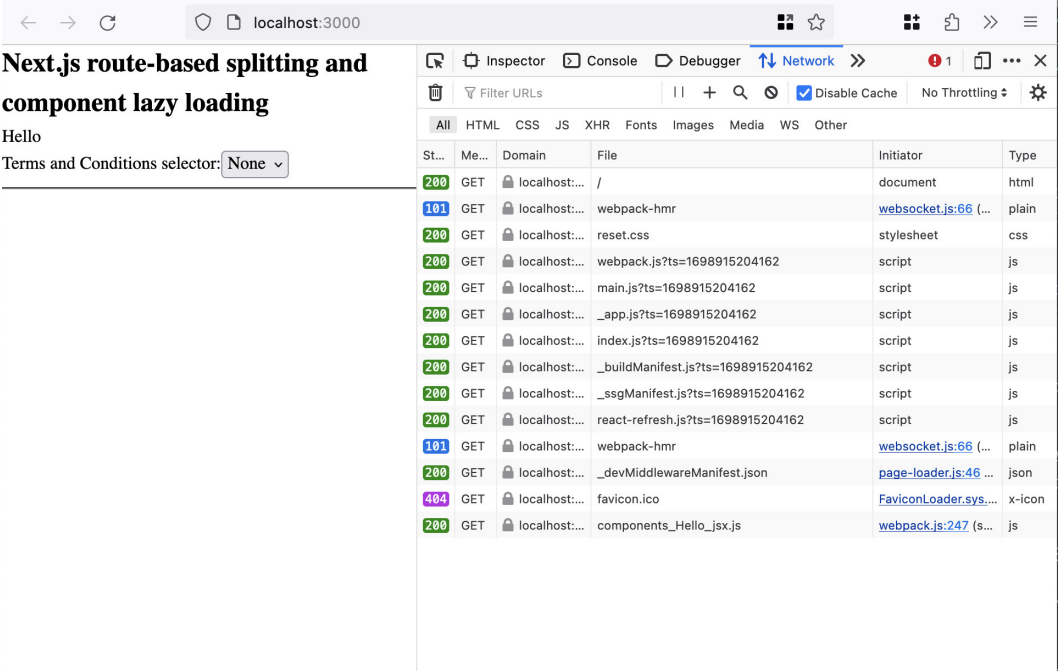 localhost:3000
Next.js route-based splitting and
component lazy loading
Hello
Terms and Conditions selector: None
Inspector Console Debugger Network 1
Filter URLs Disable Cache No Throttling
All HTML CSS JS XHR Fonts Images Media WS Other
St... Me... Domain File Initiator Type
200 GET localhost:... / document html
101 GET localhost:... webpack-hmr websocket.js:66 (... plain
200 GET localhost:... reset.css stylesheet css
200 GET localhost:... webpack.js?ts=1698915204162 script js
200 GET localhost:... main.js?ts=1698915204162 script js
200 GET localhost:... _app.js?ts=1698915204162 script js
200 GET localhost:... index.js?ts=1698915204162 script js
200 GET localhost:... _buildManifest.js?ts=1698915204162 script js
200 GET localhost:... _ssgManifest.js?ts=1698915204162 script js
200 GET localhost:... react-refresh.js?ts=1698915204162 script js
101 GET localhost:... webpack-hmr websocket.js:66 (... plain
200 GET localhost:... _devMiddlewareManifest.json page-loader.js:46 ... json
404 GET localhost:... favicon.ico FaviconLoader.sys.... x-icon
200 GET localhost:... components_Hello_jsx.js webpack.js:247 (s... js